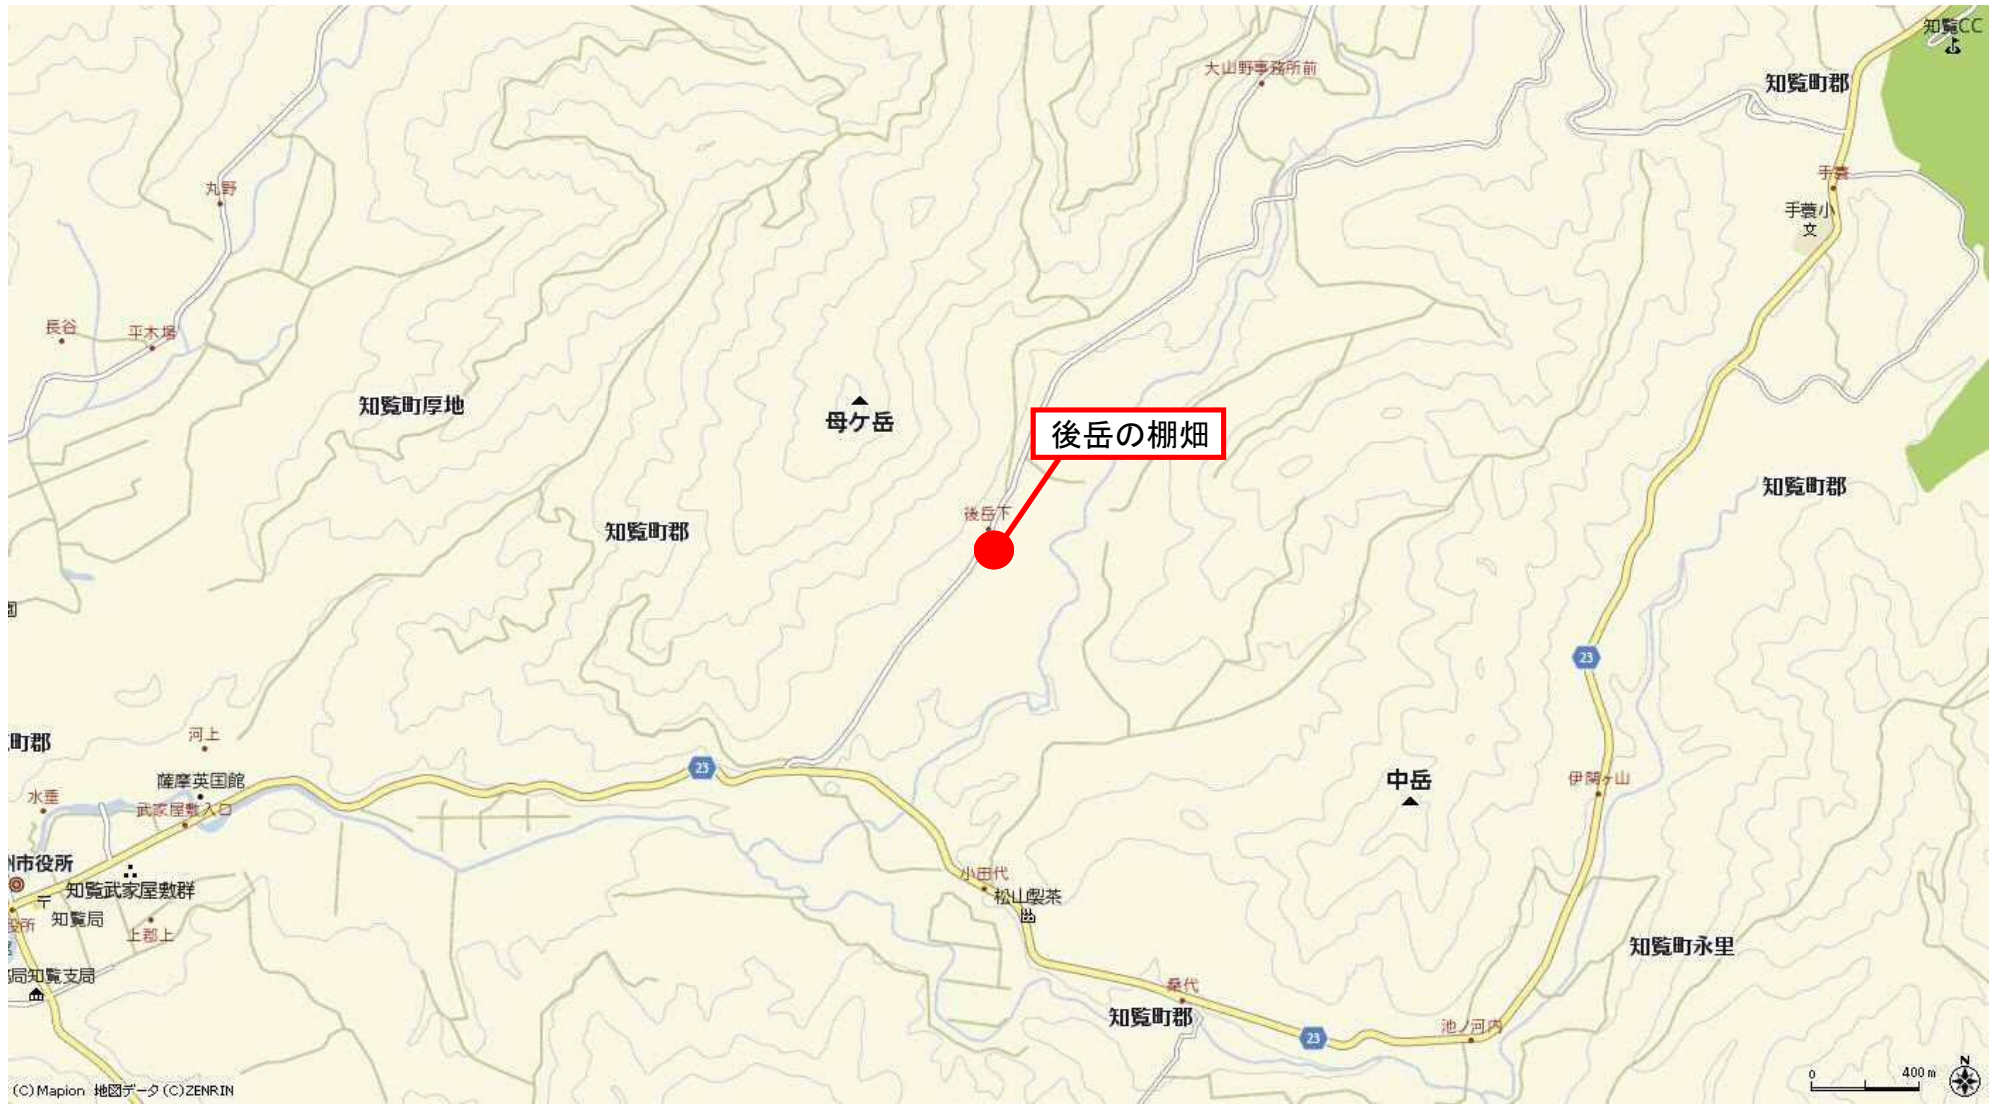 知覧CC
大山野事務所前
知覧町郡
手蓑
丸野
手蓑小
文
長谷
平木場
知覧町厚地
母ケ岳
後岳の棚畑
知覧町郡
後岳下
知覧町郡
23
町郡
河上
23
中岳
伊閑ヶ山
薩摩英国館
水垂
武家屋敷入口
市役所
小田代
知覧武家屋敷群
松山製茶
〒
知覧局
役所
上郡上
知覧町永里
局知覧支局
桑代
知覧町郡
池ノ河内
23
N
0
400m
(C)Mapion 地図データ(C)ZENRIN